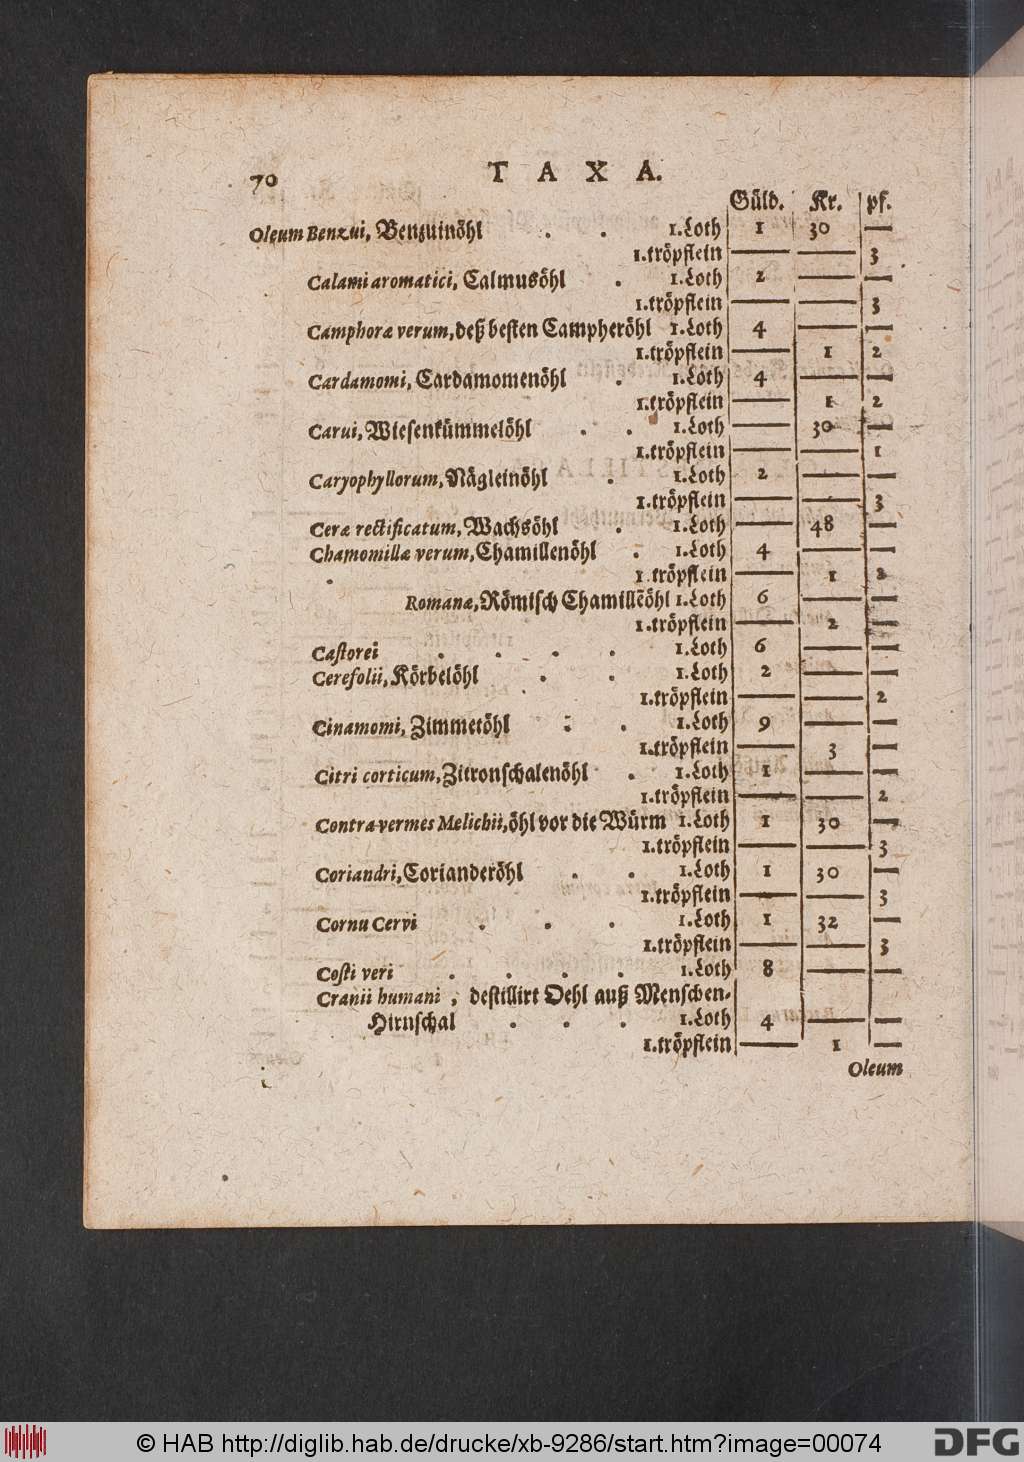 70 TAXA.
Güld. Kr. pf.
Oleum Benzui, Benzuinöhl . . 1.Loth 1 30 —
1.tröpflein — — 3
Calami aromatici, Calmusöhl . 1.Loth 2 — —
1.tröpflein — — 3
Camphoræ verum, deß besten Campheröhl 1.Loth 4 — —
1.tröpflein — 1 2
Cardamomi, Cardamomenöhl . 1.Loth 4 — —
1.tröpflein — 1 2
Carui, Wiesenkümmelöhl . . 1.Loth — 30 —
1.tröpflein — — 1
Caryophyllorum, Nägleinöhl . 1.Loth 2 — —
1.tröpflein — — 3
Ceræ rectificatum, Wachsöhl . 1.Loth — 48 —
Chamomillæ verum, Chamillenöhl . 1.Loth 4 — —
1.tröpflein — 1 2
Romanæ, Römisch Chamillẽöhl 1.Loth 6 — —
1.tröpflein — 2 —
Castorei . . . . 1.Loth 6 — —
Cerefolii, Körbelöhl . . 1.Loth 2 — —
1.tröpflein — — 2
Cinamomi, Zimmetöhl . . 1.Loth 9 — —
1.tröpflein — 3 —
Citri corticum, Zitronschalenöhl . 1.Loth 1 — —
1.tröpflein — — 2
Contra vermes Melichii, öhl vor die Würm 1.Loth 1 30 —
1.tröpflein — — 3
Coriandri, Corianderöhl . . 1.Loth 1 30 —
1.tröpflein — — 3
Cornu Cervi . . . 1.Loth 1 32 —
1.tröpflein — — 3
Costi veri . . . . 1.Loth 8 — —
Cranii humani, destillirt Oehl auß Menschen-
Hirnschal . . . 1.Loth 4 — —
1.tröpflein — 1 —
Oleum
© HAB http://diglib.hab.de/drucke/xb-9286/start.htm?image=00074
DFG